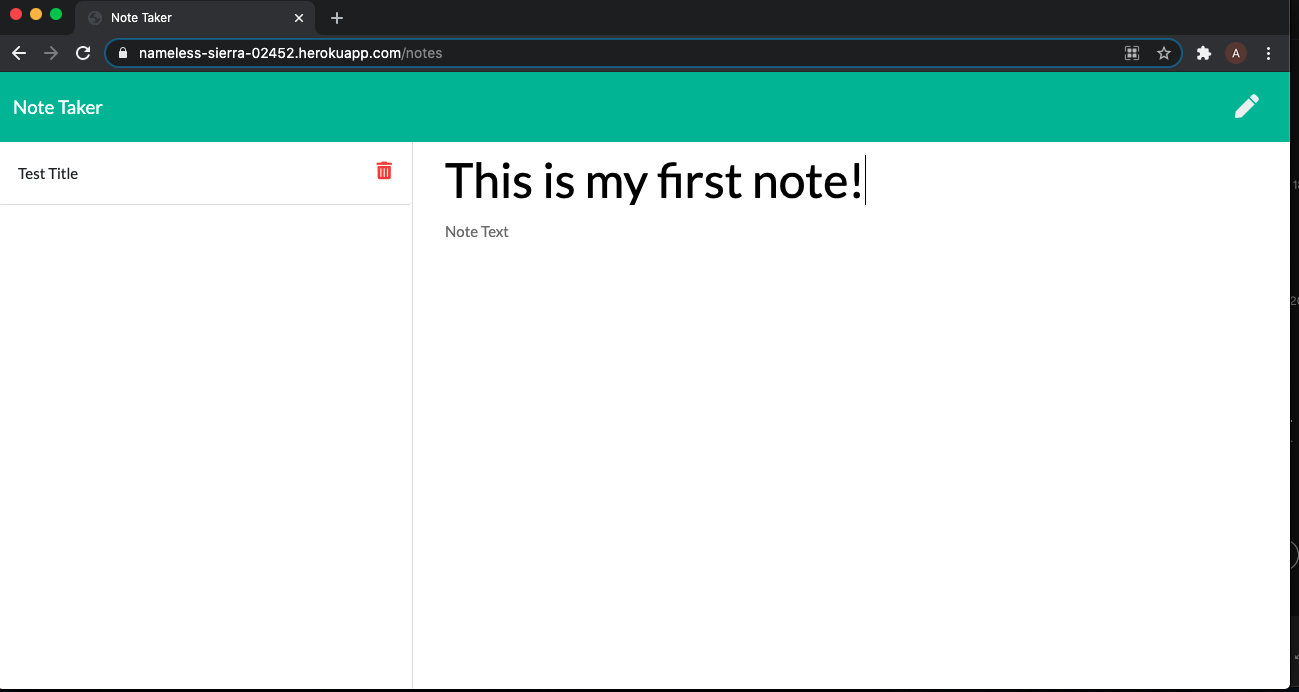 Note Taker
nameless-sierra-02452.herokuapp.com/notes
A
Note Taker
Test Title
This is my first note!
Note Text